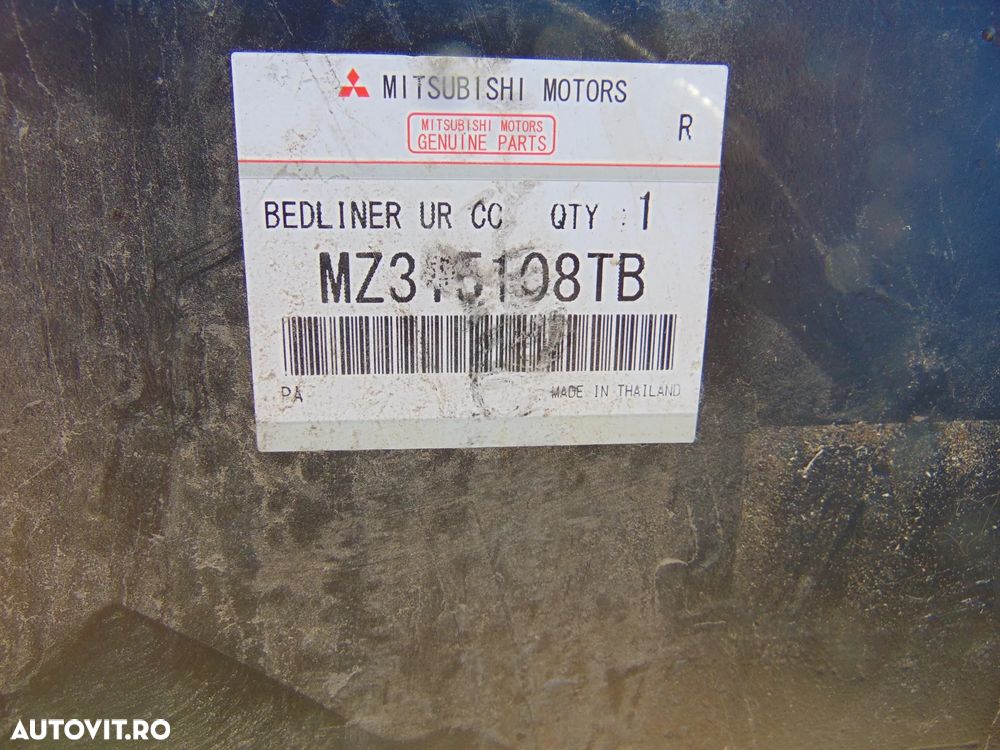 MITSUBISHI MOTORS
MITSUBISHI MOTORS
GENUINE PARTS
R
BEDLINER UR CC QTY : 1
PA
MADE IN THAILAND
AUTOVIT.RO